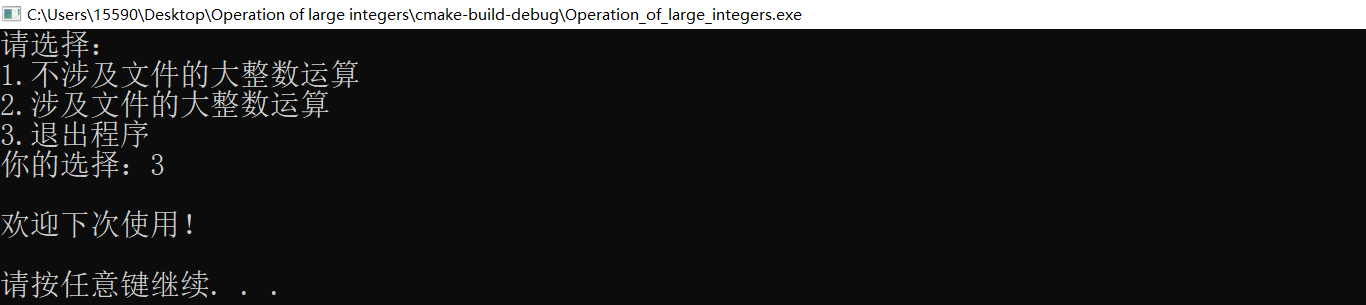 C:\Users\15590\Desktop\Operation of large integers\cmake-build-debug\Operation_of_large_integers.exe
请选择：
1.不涉及文件的大整数运算
2.涉及文件的大整数运算
3.退出程序
你的选择：3
欢迎下次使用！
请按任意键继续. . .